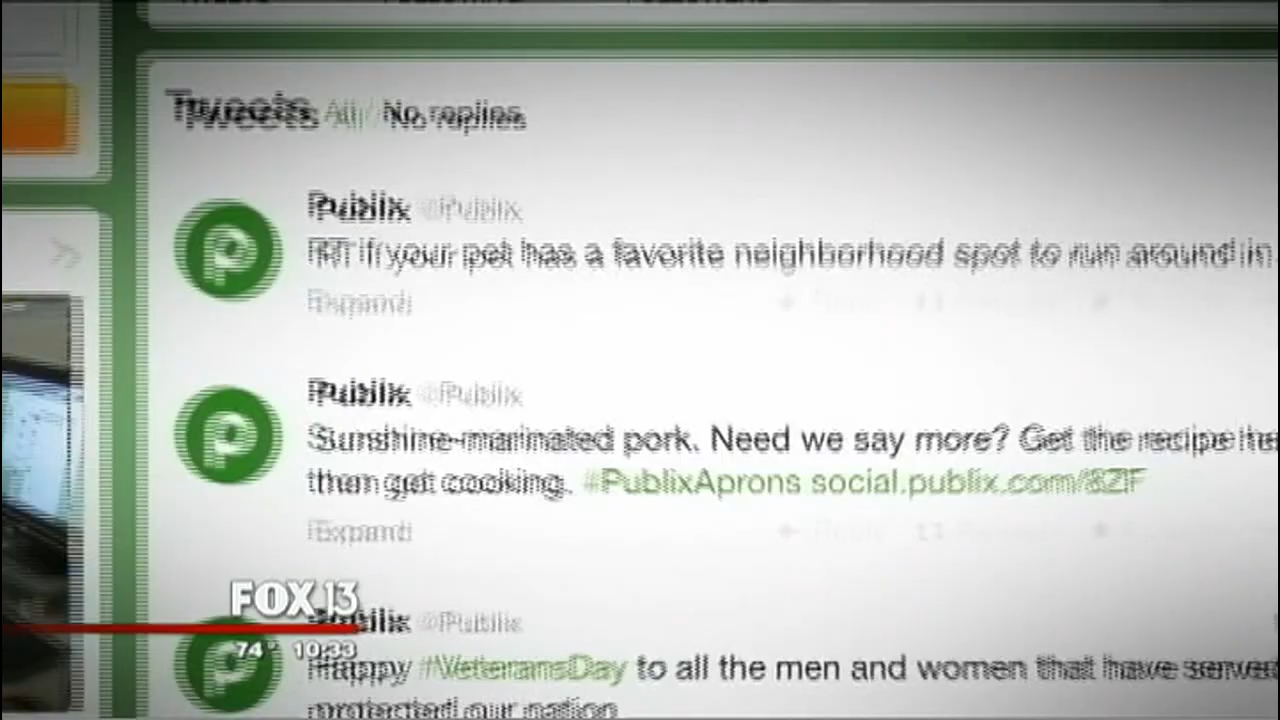 Tweets All / No replies
Publix @Publix
RT if your pet has a favorite neighborhood spot to run around in.
Expand
Publix @Publix
Sunshine-marinated pork. Need we say more? Get the recipe
then get cooking. #PublixAprons social.publix.com/8ZIF
Expand Reply
FOX 13
Publix @Publix
74° 10:33
Happy #VeteransDay to all the men and women that have served
protected our nation